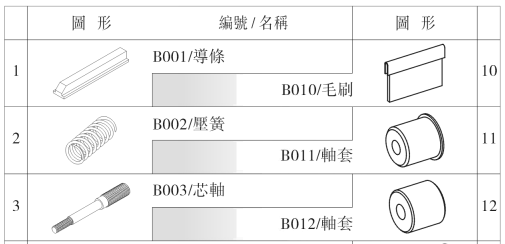 圖 形 編號/名稱 圖 形
1 B001/導條
B010/毛刷 10
2 B002/壓簧
B011/軸套 11
3 B003/芯軸
B012/軸套 12